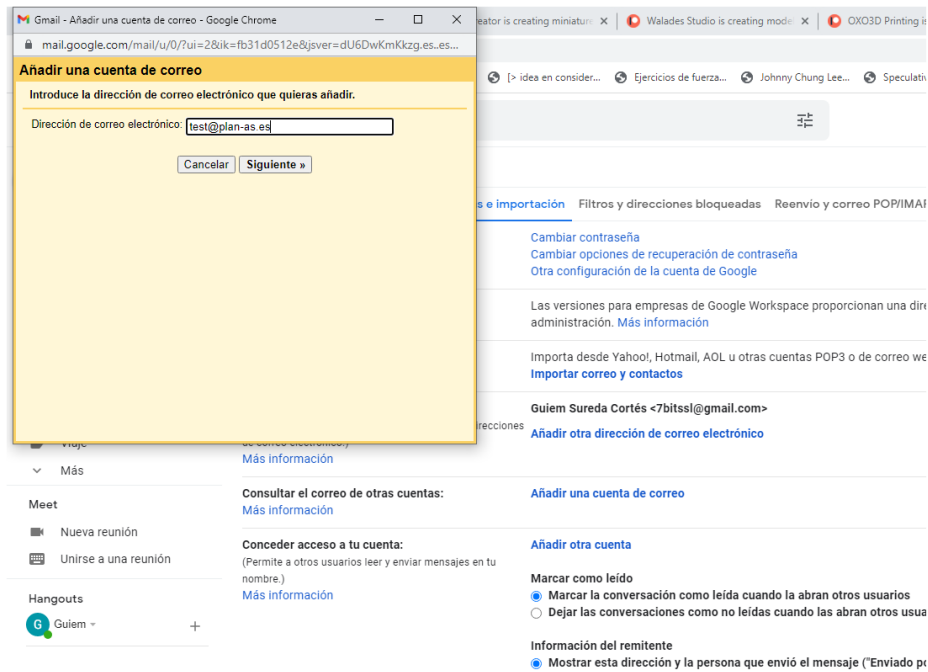 Gmail - Añadir una cuenta de correo - Google Chrome
eator is creating miniature
Walades Studio is creating mode
OXO3D Printing is
mail.google.com/mail/u/0/?ui=2&ik=fb31d0512e&jsver=dU6DwKmKkzg.es..es...
[> idea en consider...
Ejercicios de fuerza...
Johnny Chung Lee...
Speculativ
Añadir una cuenta de correo
Introduce la dirección de correo electrónico que quieras añadir.
Dirección de correo electrónico: test@plan-as.es
Cancelar
Siguiente »
s e importación
Filtros y direcciones bloqueadas
Reenvío y correo POP/IMAP
Cambiar contraseña
Cambiar opciones de recuperación de contraseña
Otra configuración de la cuenta de Google
Las versiones para empresas de Google Workspace proporcionan una dire
administración. Más información
Importa desde Yahoo!, Hotmail, AOL u otras cuentas POP3 o de correo we
Importar correo y contactos
Guiem Sureda Cortés <7bitssl@gmail.com>
irecciones
Añadir otra dirección de correo electrónico
Viaje
de correo electrónico.)
Más información
Más
Consultar el correo de otras cuentas:
Añadir una cuenta de correo
Más información
Meet
Nueva reunión
Unirse a una reunión
Conceder acceso a tu cuenta:
Añadir otra cuenta
(Permite a otros usuarios leer y enviar mensajes en tu
nombre.)
Más información
Marcar como leído
Marcar la conversación como leída cuando la abran otros usuarios
Dejar las conversaciones como no leídas cuando las abran otros usua
Hangouts
G
Guiem
Información del remitente
Mostrar esta dirección y la persona que envió el mensaje ("Enviado po